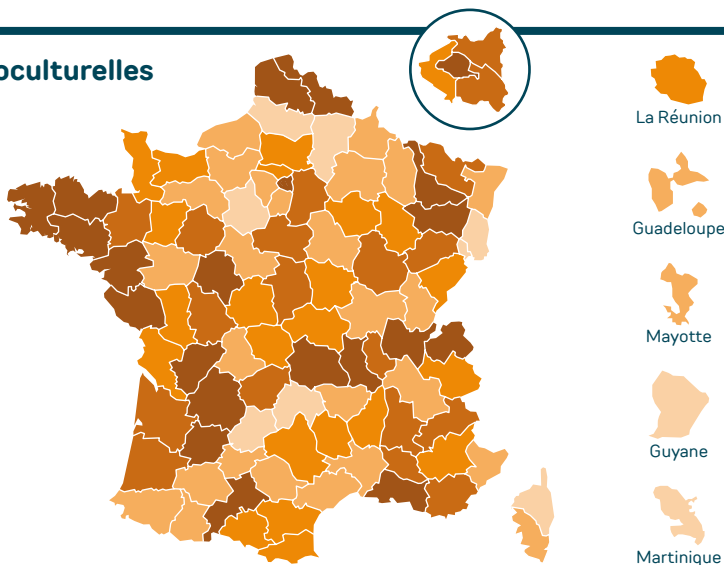 oculturelles
La Réunion
Guadeloupe
Mayotte
Guyane
Martinique